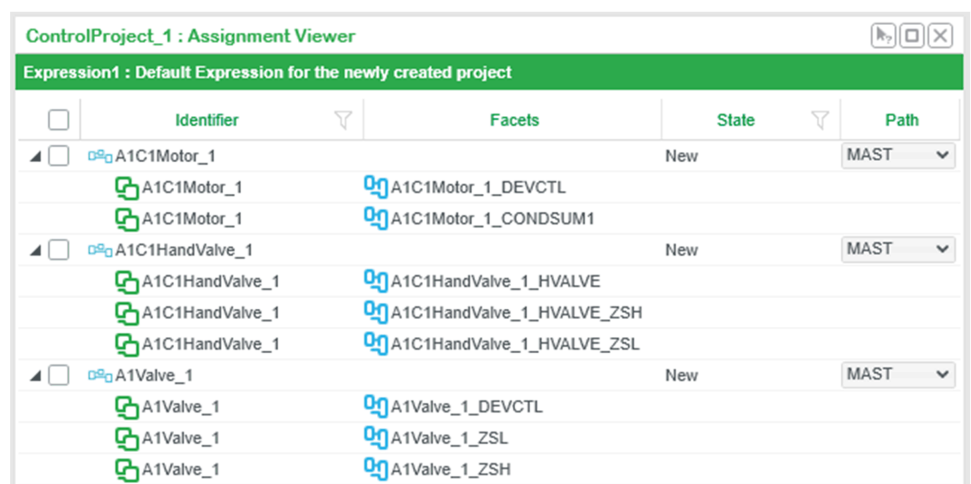 ControlProject_1 : Assignment Viewer
Expression1 : Default Expression for the newly created project
Identifier Facets State Path
A1C1Motor_1 New MAST
A1C1Motor_1 A1C1Motor_1_DEVCTL
A1C1Motor_1 A1C1Motor_1_CONDSUM1
A1C1HandValve_1 New MAST
A1C1HandValve_1 A1C1HandValve_1_HVALVE
A1C1HandValve_1 A1C1HandValve_1_HVALVE_ZSH
A1C1HandValve_1 A1C1HandValve_1_HVALVE_ZSL
A1Valve_1 New MAST
A1Valve_1 A1Valve_1_DEVCTL
A1Valve_1 A1Valve_1_ZSL
A1Valve_1 A1Valve_1_ZSH